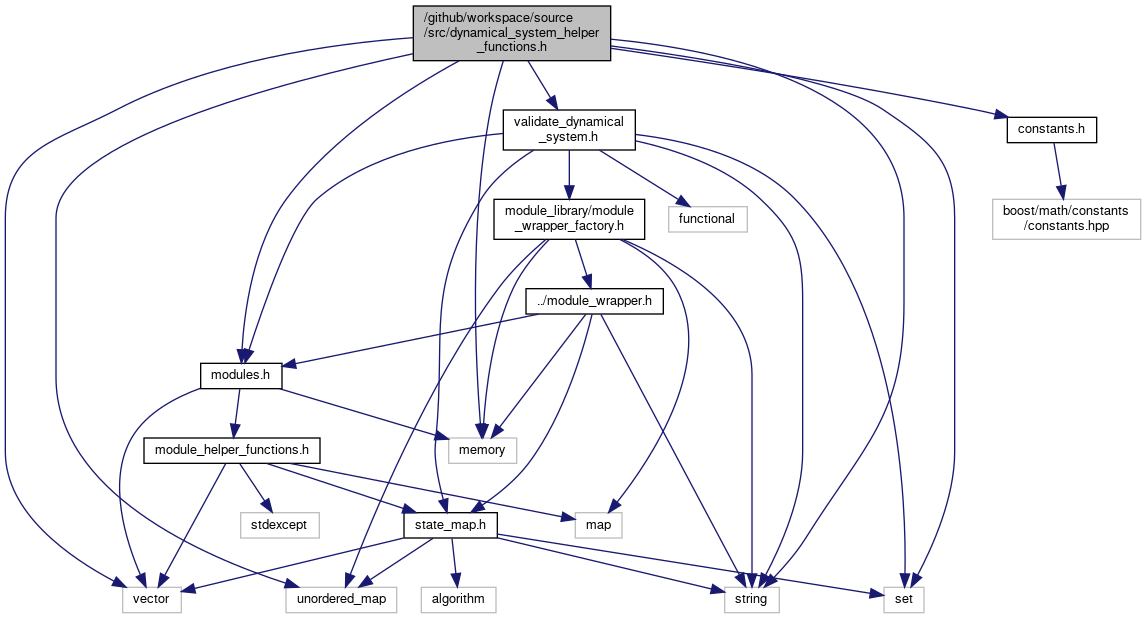 /github/workspace/source
/src/dynamical_system_helper
_functions.h
validate_dynamical
_system.h
constants.h
module_library/module
_wrapper_factory.h
functional
boost/math/constants
/constants.hpp
../module_wrapper.h
modules.h
module_helper_functions.h
memory
stdexcept
state_map.h
map
vector
unordered_map
algorithm
string
set